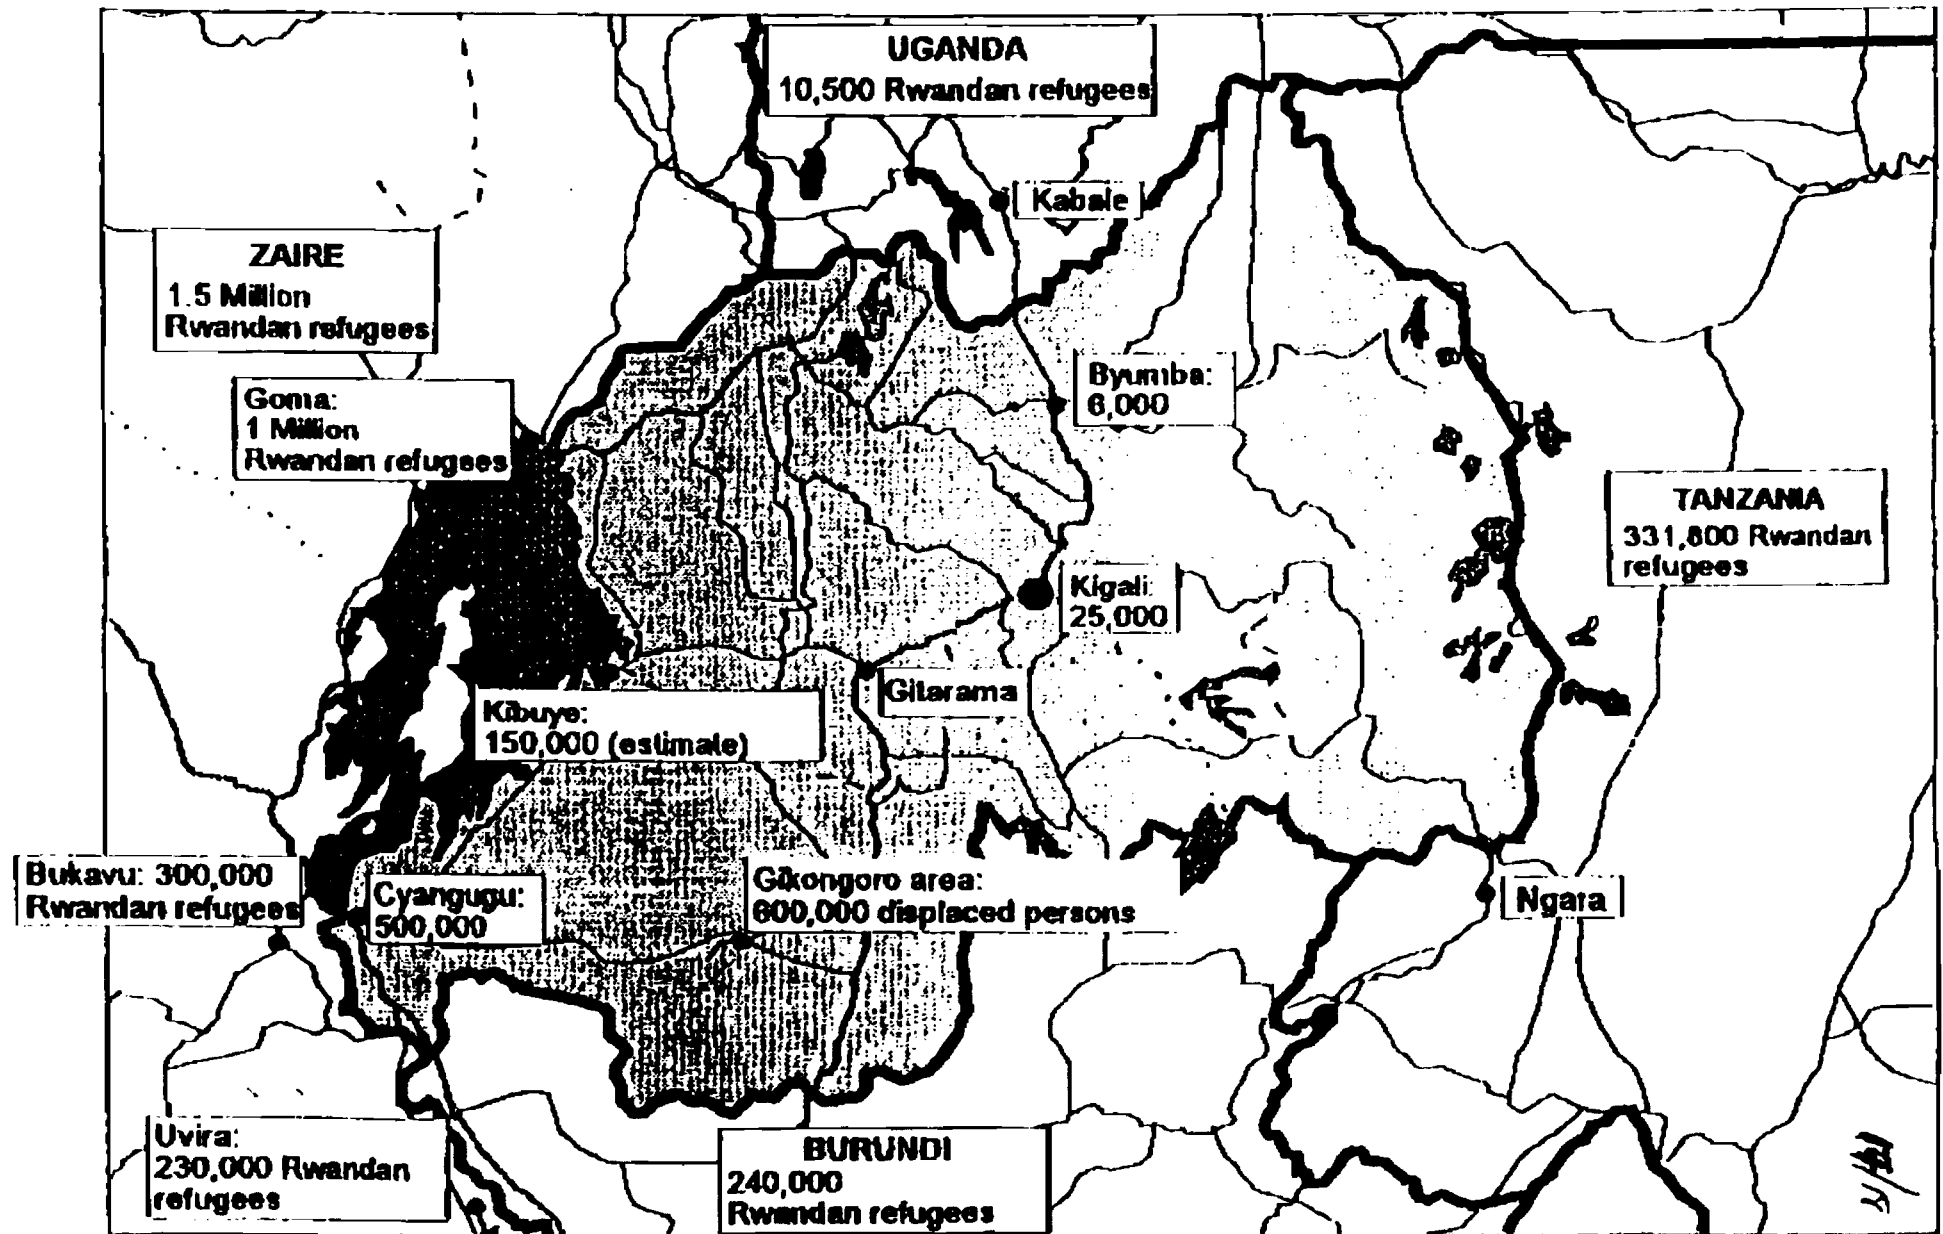 UGANDA
10,500 Rwandan refugees
Kabale
ZAIRE
1.5 Million
Rwandan refugees
Goma:
1 Million
Rwandan refugees
Byumba:
6,000
TANZANIA
331,800 Rwandan
refugees
Kigali:
25,000
Gitarama
Kibuye:
150,000 (estimate)
Bukavu: 300,000
Rwandan refugees
Cyangugu:
500,000
Gikongoro area:
600,000 displaced persons
Ngara
Uvira:
230,000 Rwandan
refugees
BURUNDI
240,000
Rwandan refugees